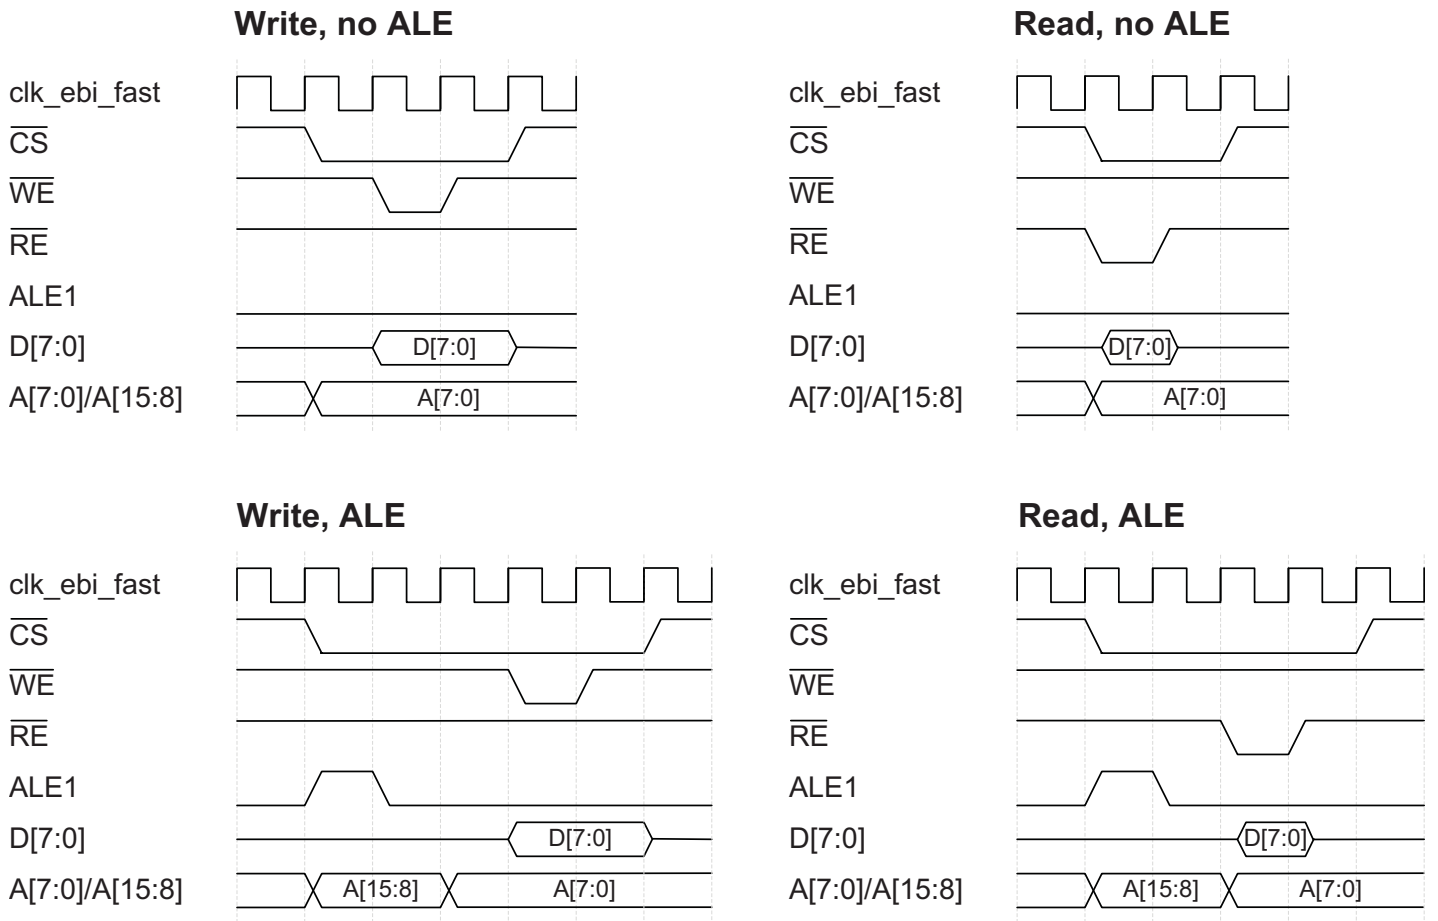 Write, no ALE
clk_ebi_fast
CS
WE
RE
ALE1
D[7:0]
D[7:0]
A[7:0]/A[15:8]
A[7:0]
Read, no ALE
clk_ebi_fast
CS
WE
RE
ALE1
D[7:0]
D[7:0]
A[7:0]/A[15:8]
A[7:0]
Write, ALE
clk_ebi_fast
CS
WE
RE
ALE1
D[7:0]
D[7:0]
A[7:0]/A[15:8]
A[15:8]
A[7:0]
Read, ALE
clk_ebi_fast
CS
WE
RE
ALE1
D[7:0]
D[7:0]
A[7:0]/A[15:8]
A[15:8]
A[7:0]